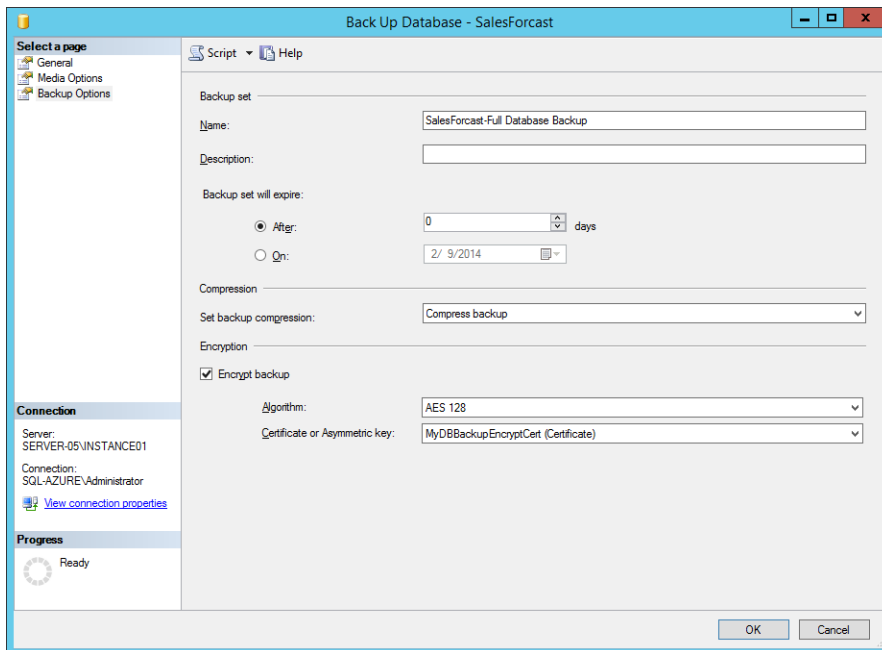 Back Up Database - SalesForcast
Select a page
General
Media Options
Backup Options
Script
Help
Backup set
Name:
SalesForcast-Full Database Backup
Description:
Backup set will expire:
After:
0
days
On:
2/ 9/2014
Compression
Set backup compression:
Compress backup
Encryption
Encrypt backup
Algorithm:
AES 128
Certificate or Asymmetric key:
MyDBBackupEncryptCert (Certificate)
Connection
Server:
SERVER-05\INSTANCE01
Connection:
SQL-AZURE\Administrator
View connection properties
Progress
Ready
OK
Cancel